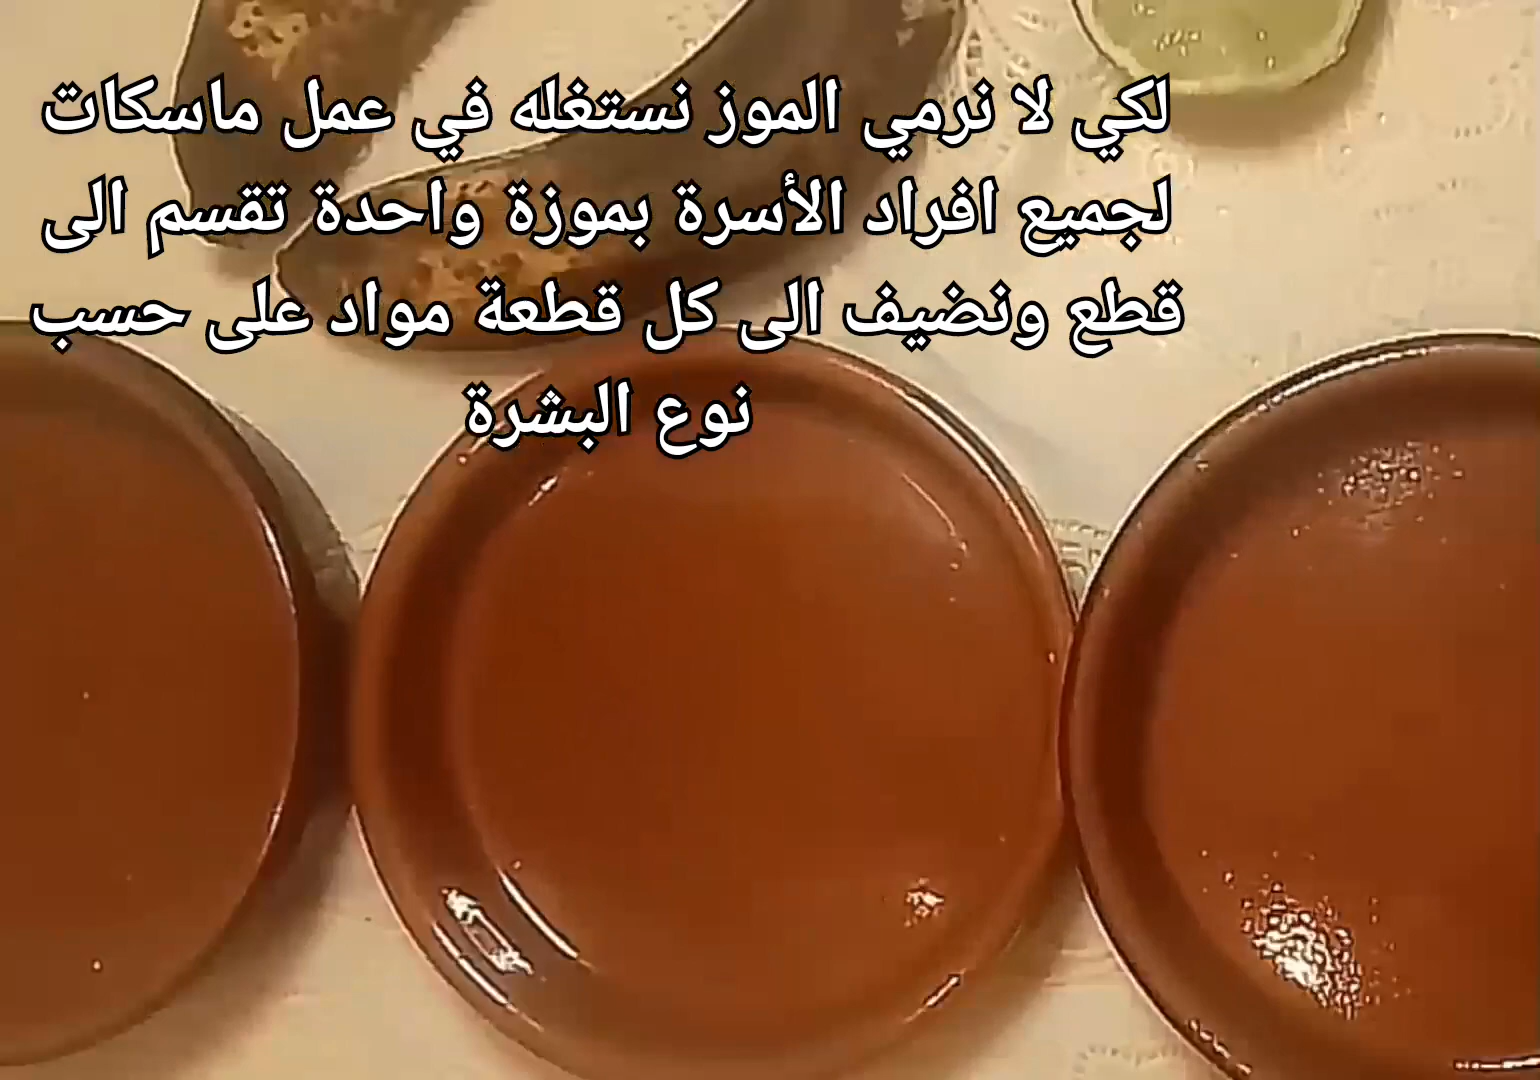 لكي لا نرمي الموز نستغله في عمل ماسكات
لجميع افراد الأسرة بموزة واحدة تقسم الى
قطع ونضيف الى كل قطعة مواد على حسب
نوع البشرة